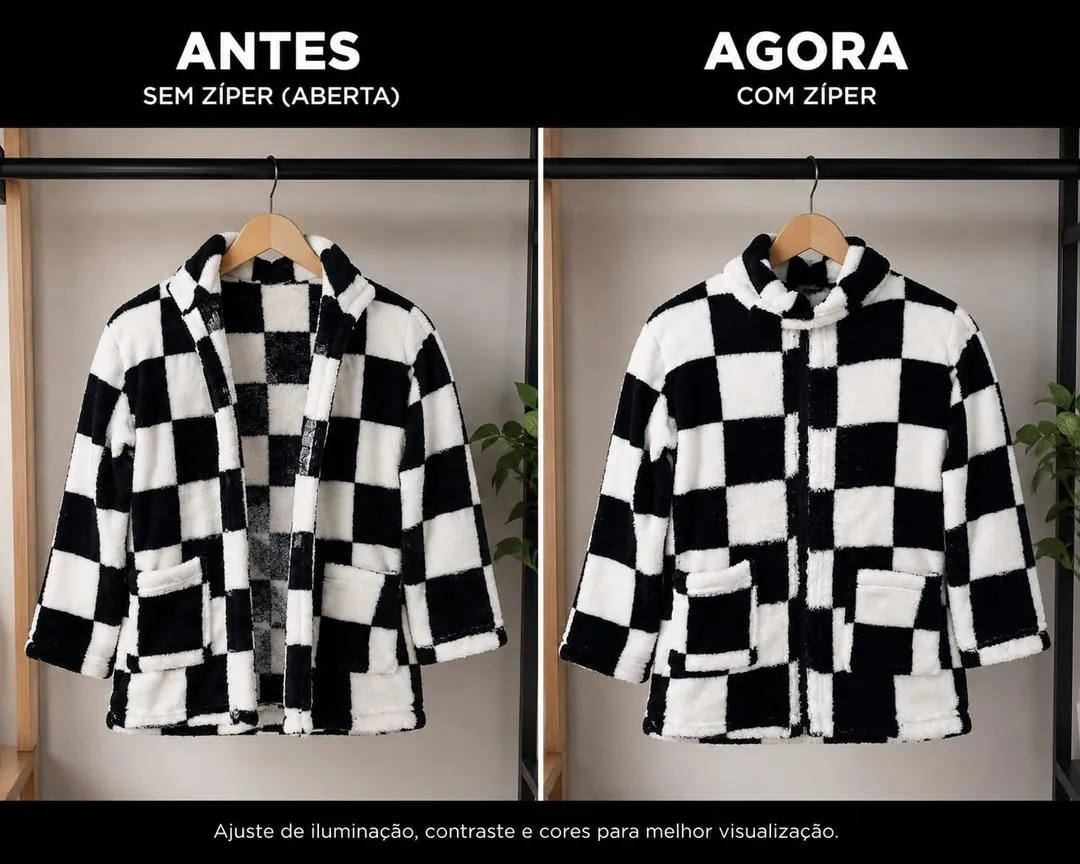 ANTES
SEM ZÍPER (ABERTA)
AGORA
COM ZÍPER
Ajuste de iluminação, contraste e cores para melhor visualização.